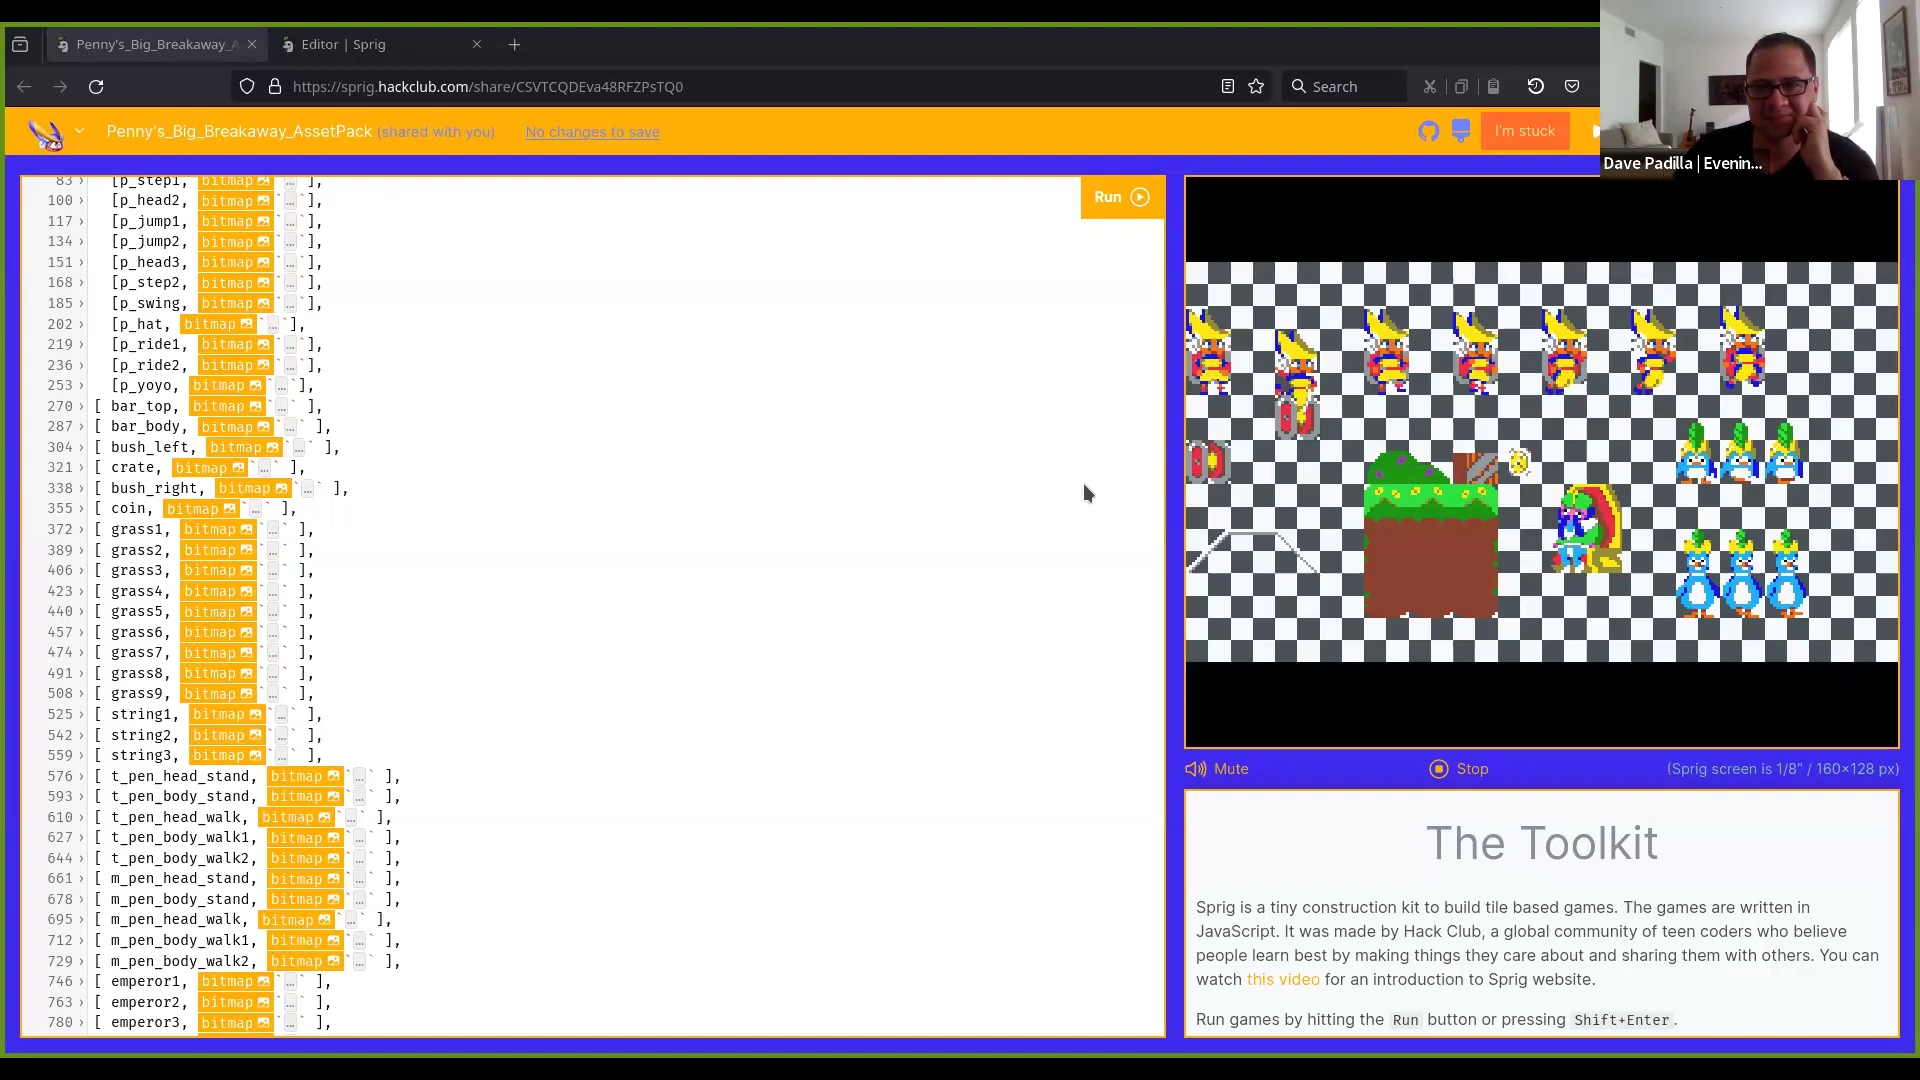 Penny's_Big_Breakaway_A
Editor | Sprig
https://sprig.hackclub.com/share/CSVTCQDEva48RFZPsTQ0
Search
Penny's_Big_Breakaway_AssetPack (shared with you)
No changes to save
I'm stuck
Dave Padilla | Evenin...
Run
83 [p_step1, bitmap`…`],
100 [p_head2, bitmap`…`],
117 [p_jump1, bitmap`…`],
134 [p_jump2, bitmap`…`],
151 [p_head3, bitmap`…`],
168 [p_step2, bitmap`…`],
185 [p_swing, bitmap`…`],
202 [p_hat, bitmap`…`],
219 [p_ride1, bitmap`…`],
236 [p_ride2, bitmap`…`],
253 [p_yoyo, bitmap`…`],
270 [ bar_top, bitmap`…` ],
287 [ bar_body, bitmap`…` ],
304 [ bush_left, bitmap`…` ],
321 [ crate, bitmap`…` ],
338 [ bush_right, bitmap`…` ],
355 [ coin, bitmap`…` ],
372 [ grass1, bitmap`…` ],
389 [ grass2, bitmap`…` ],
406 [ grass3, bitmap`…` ],
423 [ grass4, bitmap`…` ],
440 [ grass5, bitmap`…` ],
457 [ grass6, bitmap`…` ],
474 [ grass7, bitmap`…` ],
491 [ grass8, bitmap`…` ],
508 [ grass9, bitmap`…` ],
525 [ string1, bitmap`…` ],
542 [ string2, bitmap`…` ],
559 [ string3, bitmap`…` ],
576 [ t_pen_head_stand, bitmap`…` ],
593 [ t_pen_body_stand, bitmap`…` ],
610 [ t_pen_head_walk, bitmap`…` ],
627 [ t_pen_body_walk1, bitmap`…` ],
644 [ t_pen_body_walk2, bitmap`…` ],
661 [ m_pen_head_stand, bitmap`…` ],
678 [ m_pen_body_stand, bitmap`…` ],
695 [ m_pen_head_walk, bitmap`…` ],
712 [ m_pen_body_walk1, bitmap`…` ],
729 [ m_pen_body_walk2, bitmap`…` ],
746 [ emperor1, bitmap`…` ],
763 [ emperor2, bitmap`…` ],
780 [ emperor3, bitmap`…` ],
Mute
Stop
(Sprig screen is 1/8" / 160×128 px)
The Toolkit
Sprig is a tiny construction kit to build tile based games. The games are written in
JavaScript. It was made by Hack Club, a global community of teen coders who believe
people learn best by making things they care about and sharing them with others. You can
watch this video for an introduction to Sprig website.
Run games by hitting the Run button or pressing Shift+Enter.